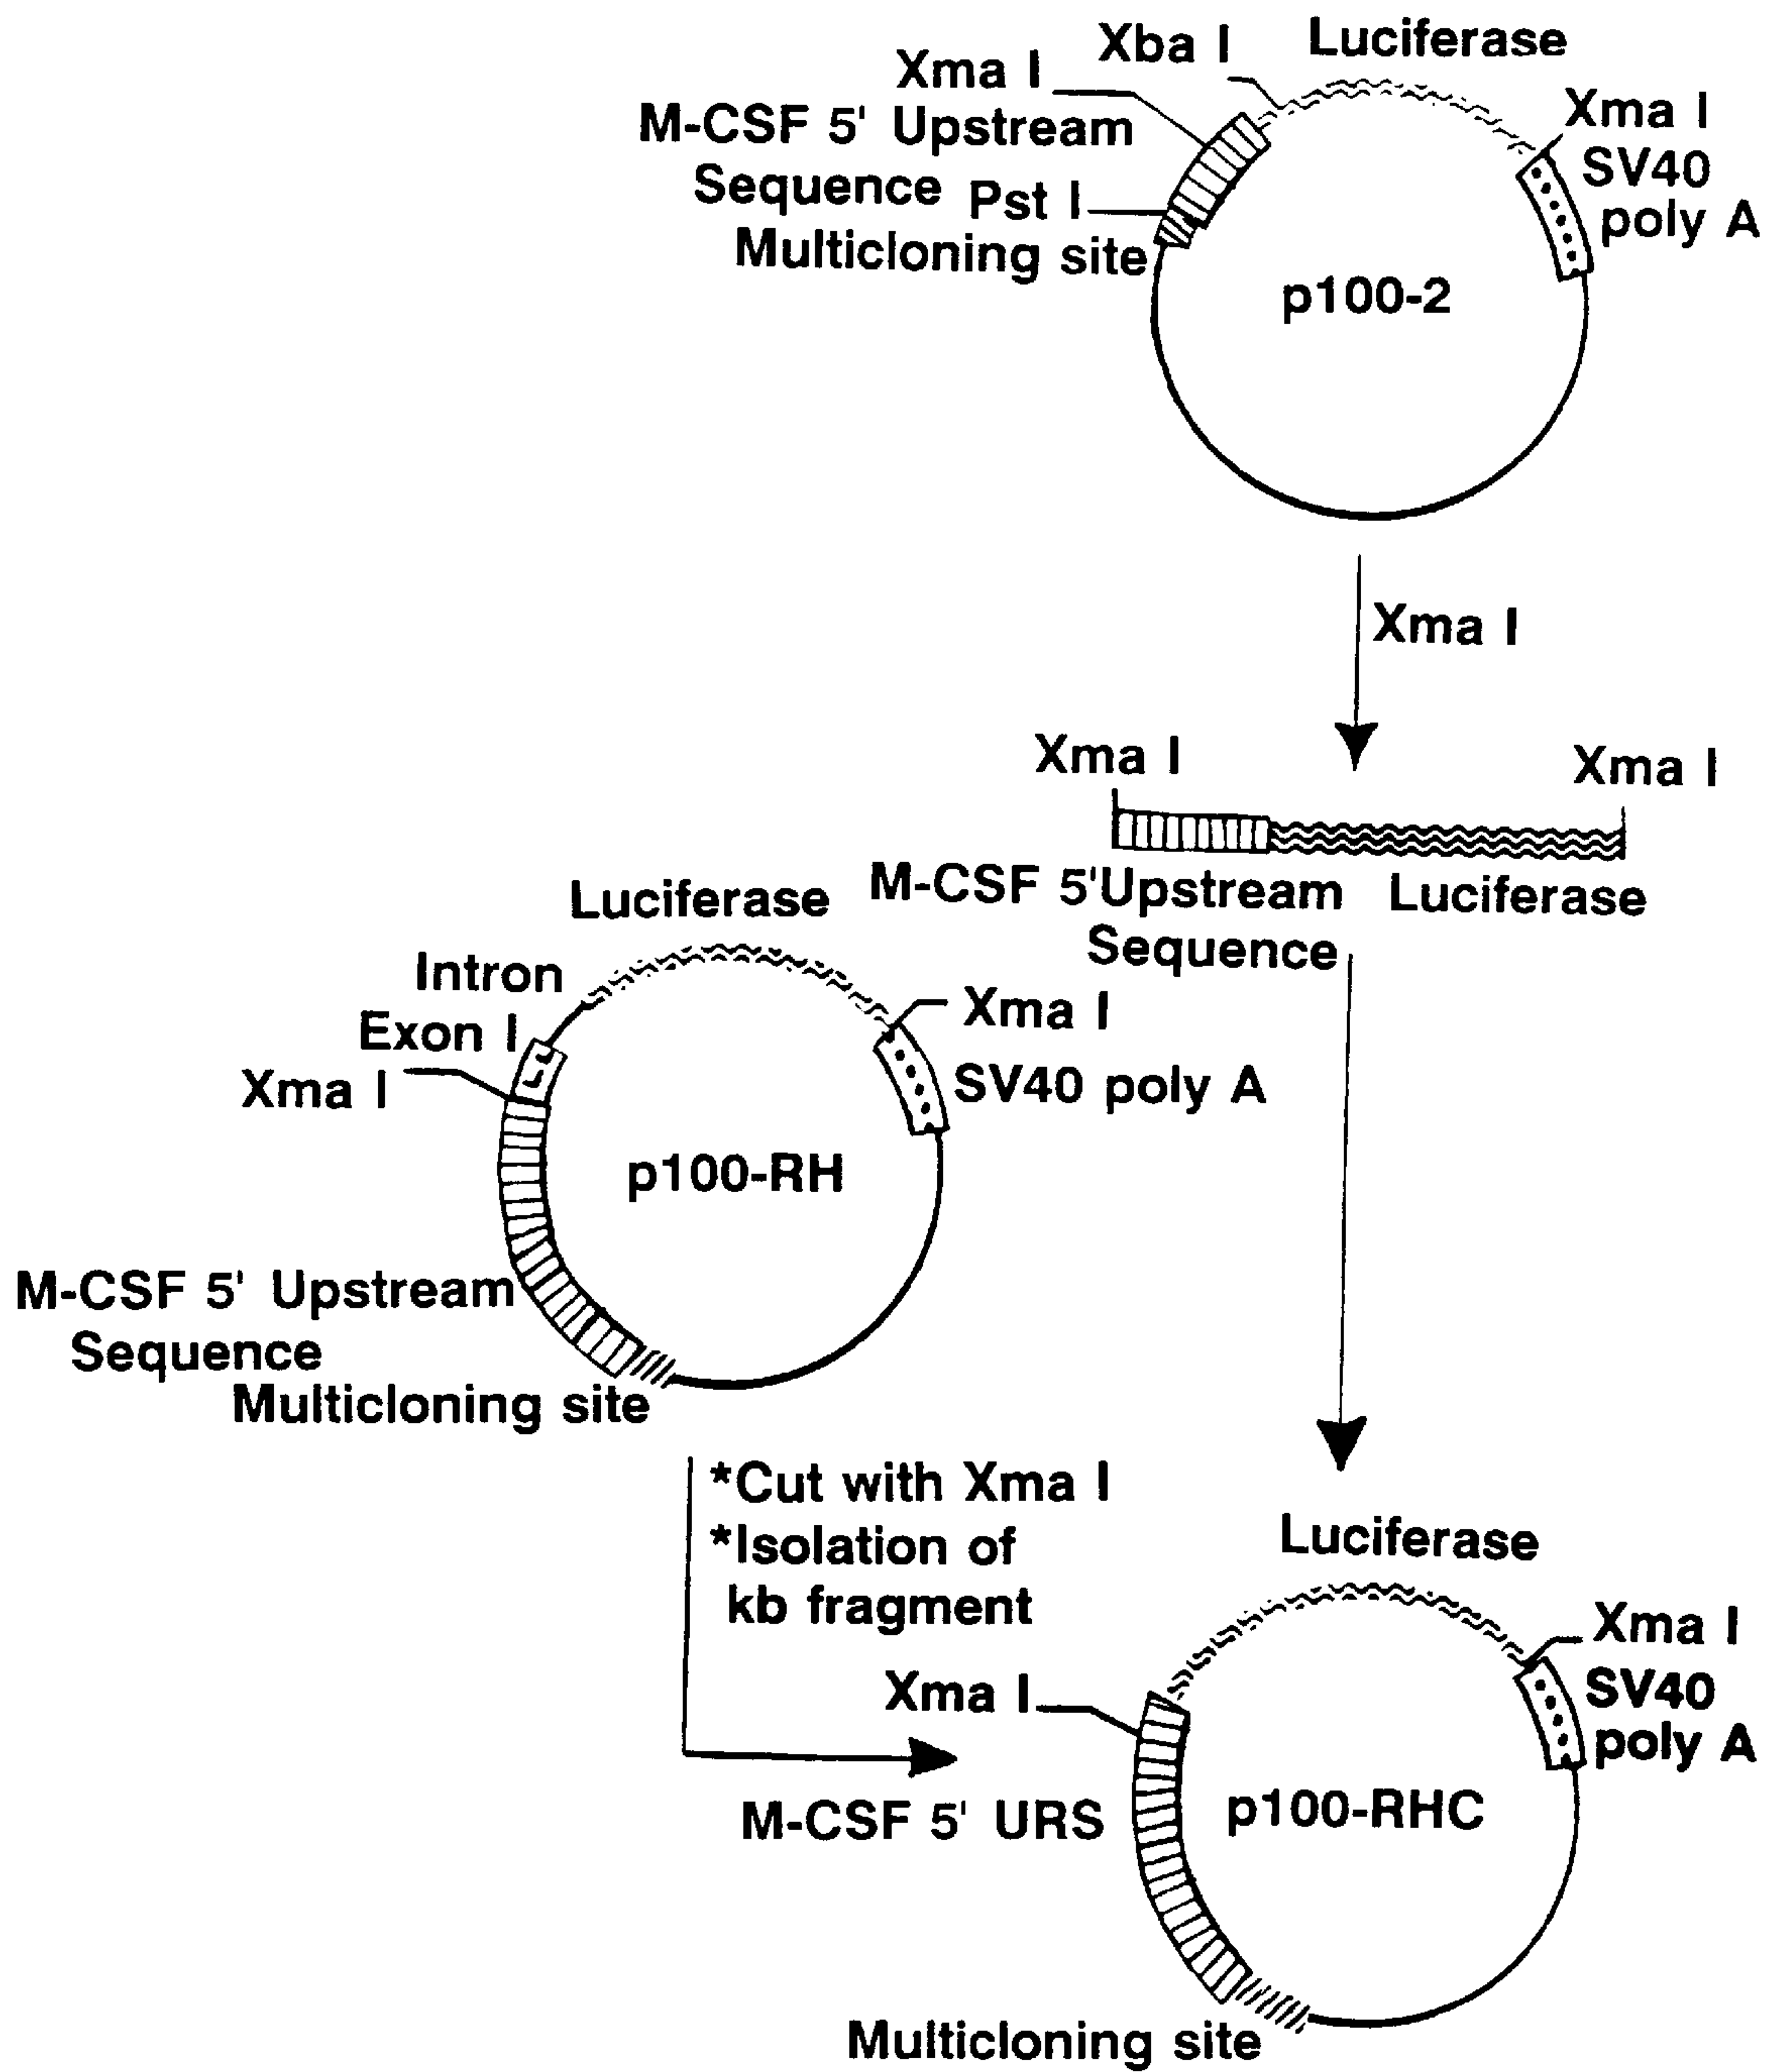 Xba I
Luciferase
Xma I
Xma I
M-CSF 5' Upstream
Sequence
SV40
poly A
Pst I
Multicloning site
p100-2
Xma I
Xma I
Xma I
M-CSF 5'Upstream
Sequence
Luciferase
Luciferase
Intron
Exon I
Xma I
Xma I
SV40 poly A
p100-RH
M-CSF 5' Upstream
Sequence
Multicloning site
*Cut with Xma I
*Isolation of
kb fragment
Luciferase
Xma I
Xma I
SV40
poly A
M-CSF 5' URS
p100-RHC
Multicloning site